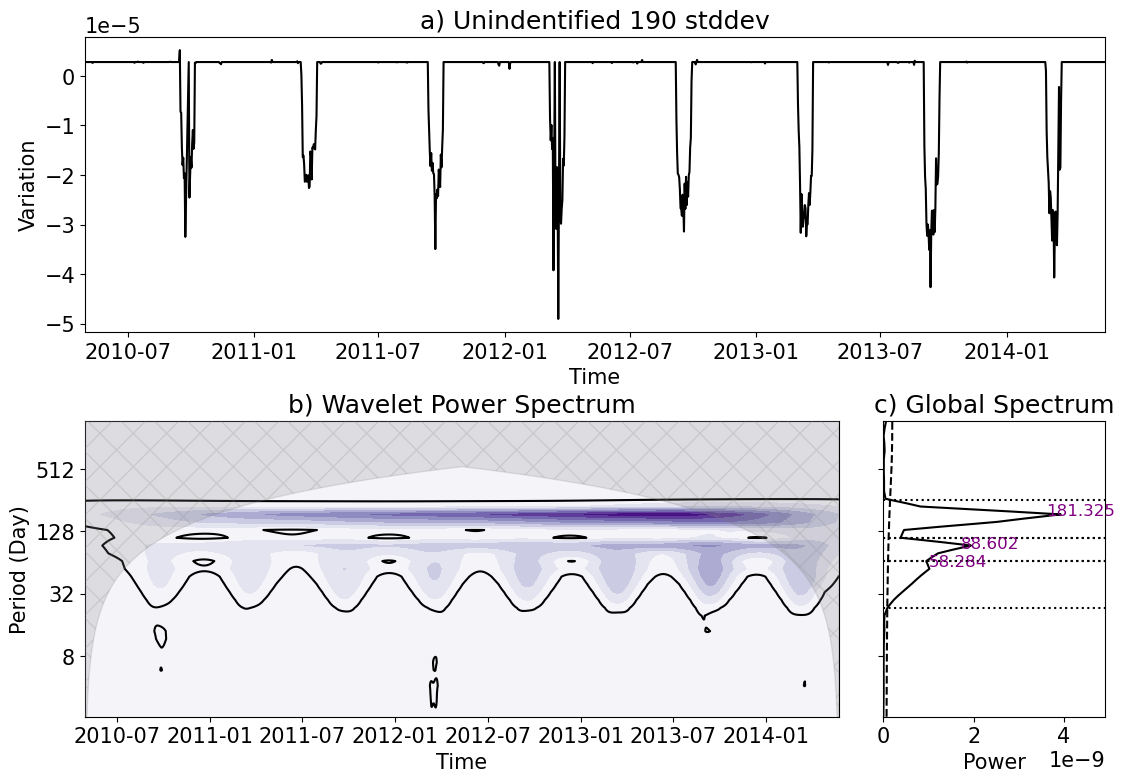 a) Unidentified 190 stddev
1e−5
0
−1
−2
−3
−4
−5
Variation
2010-07 2011-01 2011-07 2012-01 2012-07 2013-01 2013-07 2014-01
Time
b) Wavelet Power Spectrum
512
128
32
8
Period (Day)
2010-07 2011-01 2011-07 2012-01 2012-07 2013-01 2013-07 2014-01
Time
c) Global Spectrum
181.325
88.602
58.284
0 2 4
Power 1e−9